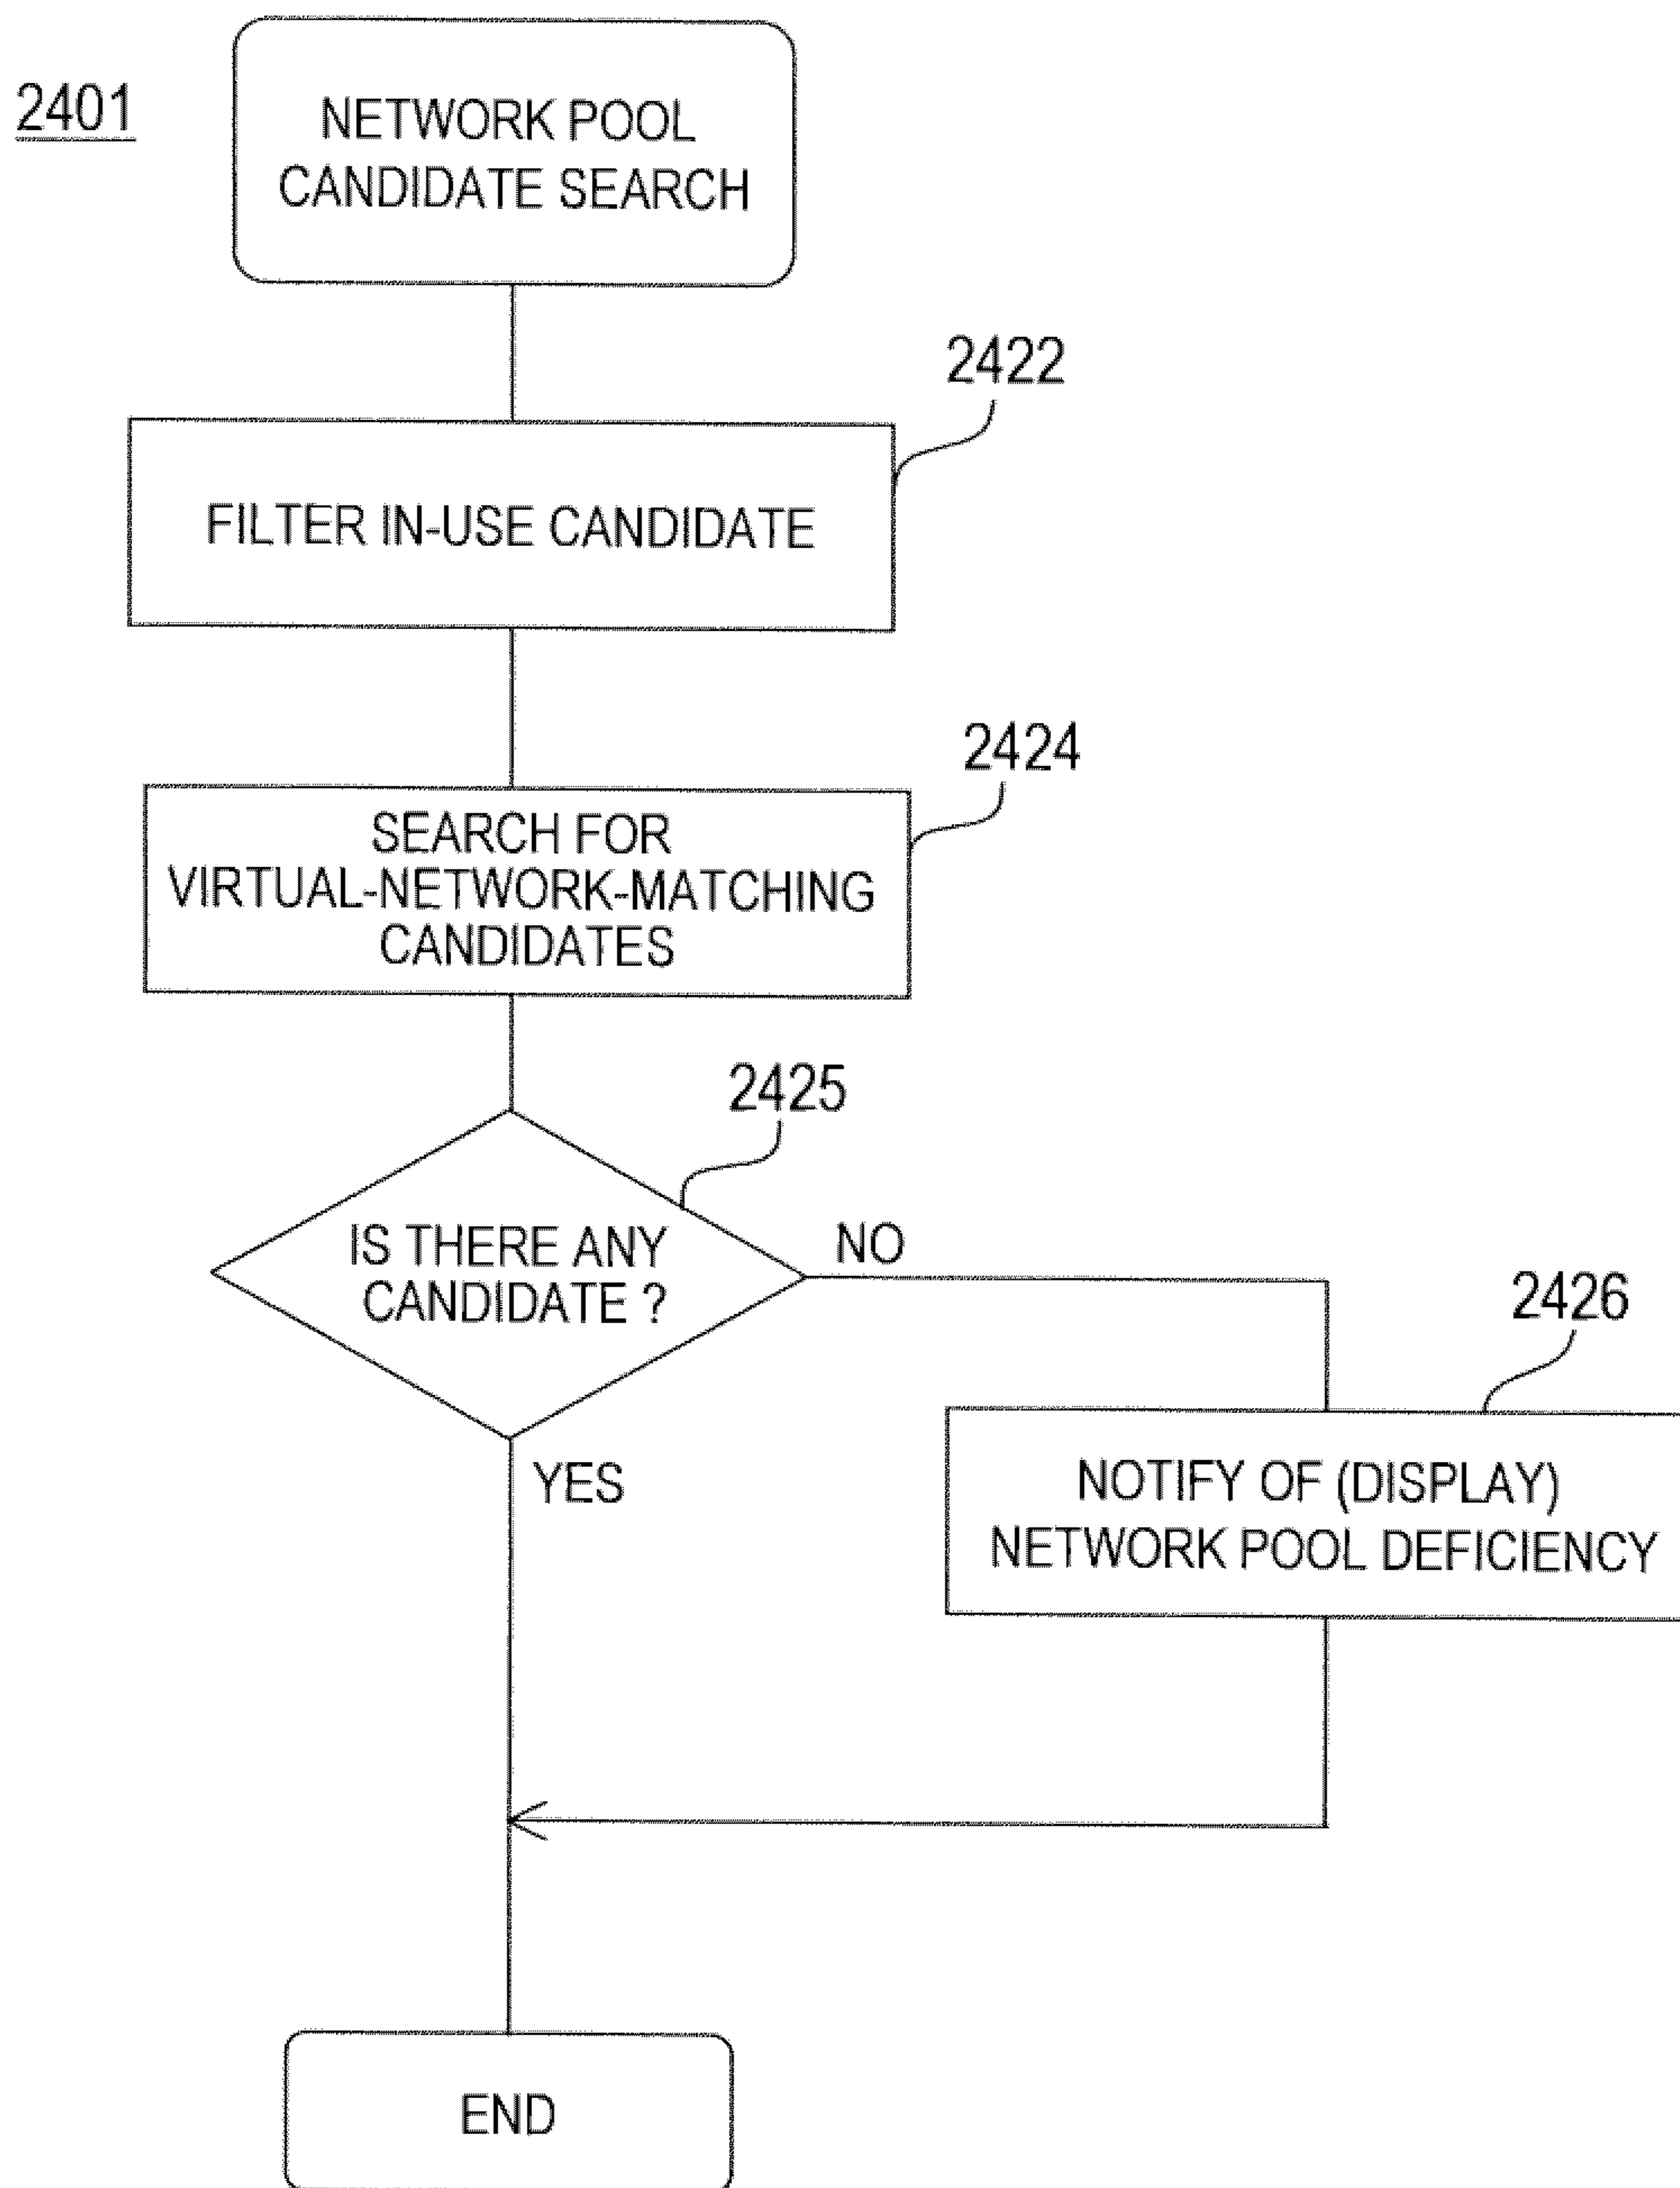 2401
NETWORK POOL
CANDIDATE SEARCH
2422
FILTER IN-USE CANDIDATE
2424
SEARCH FOR
VIRTUAL-NETWORK-MATCHING
CANDIDATES
2425
IS THERE ANY
CANDIDATE ?
NO
2426
YES
NOTIFY OF (DISPLAY)
NETWORK POOL DEFICIENCY
END